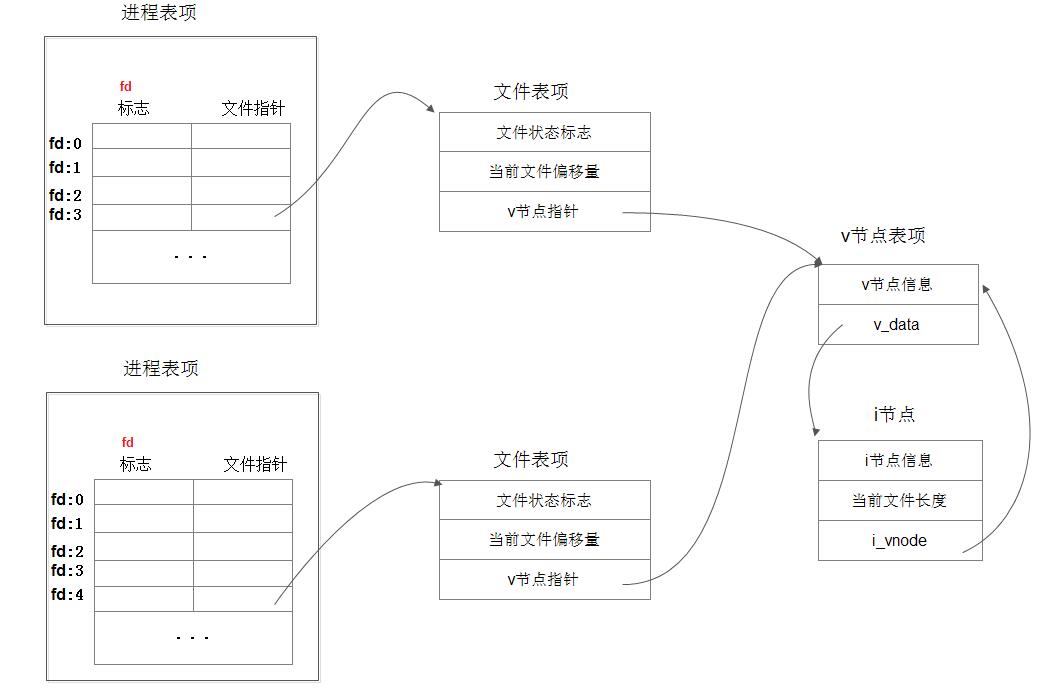 进程表项
fd
标志 文件指针
fd:0
fd:1
fd:2
fd:3
...
文件表项
文件状态标志
当前文件偏移量
v节点指针
v节点表项
v节点信息
v_data
i节点
i节点信息
当前文件长度
i_vnode
进程表项
fd
标志 文件指针
fd:0
fd:1
fd:2
fd:3
fd:4
...
文件表项
文件状态标志
当前文件偏移量
v节点指针